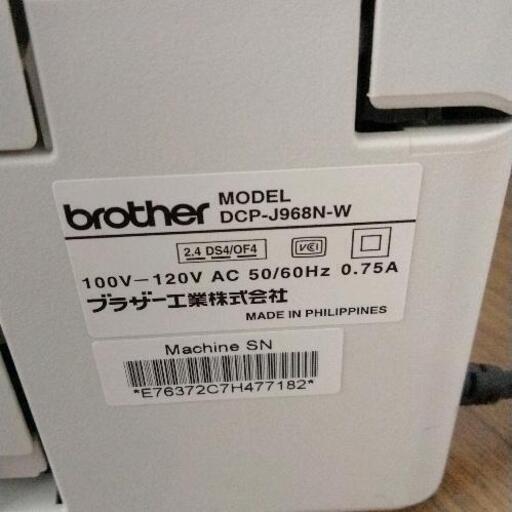 brother MODEL
DCP-J968N-W
2.4 DS4/OF4 VCI
100V-120V AC 50/60Hz 0.75A
ブラザー工業株式会社
MADE IN PHILIPPINES
Machine SN
*E76372C7H477182*